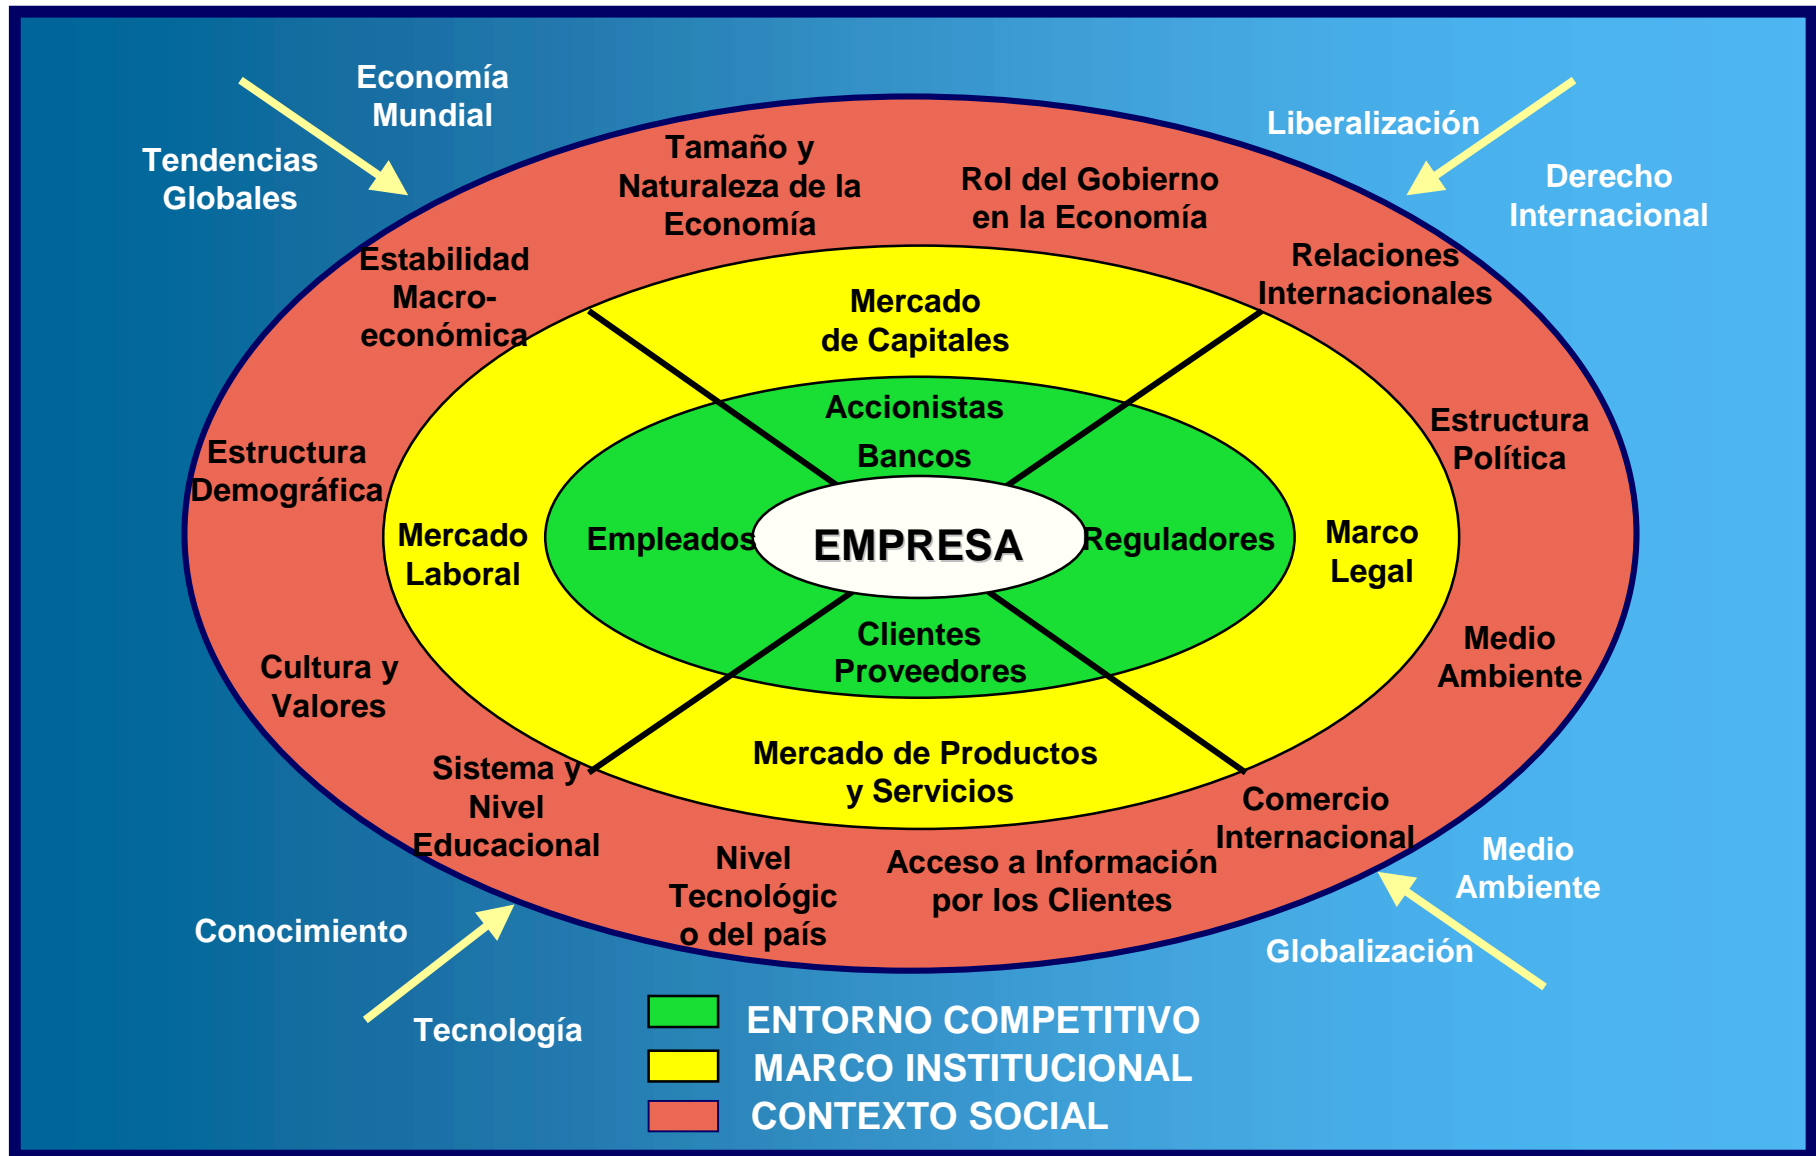 Economía
Mundial
Tendencias
Globales
Liberalización
Derecho
Internacional
Tamaño y
Naturaleza de la
Economía
Rol del Gobierno
en la Economía
Estabilidad
Macro-
económica
Relaciones
Internacionales
Mercado
de Capitales
Accionistas
Bancos
Estructura
Demográfica
Estructura
Política
Mercado
Laboral
Empleados
EMPRESA
Reguladores
Marco
Legal
Clientes
Proveedores
Cultura y
Valores
Medio
Ambiente
Mercado de Productos
y Servicios
Sistema y
Nivel
Educacional
Comercio
Internacional
Nivel
Tecnológic
o del país
Acceso a Información
por los Clientes
Medio
Ambiente
Conocimiento
Globalización
Tecnología
ENTORNO COMPETITIVO
MARCO INSTITUCIONAL
CONTEXTO SOCIAL